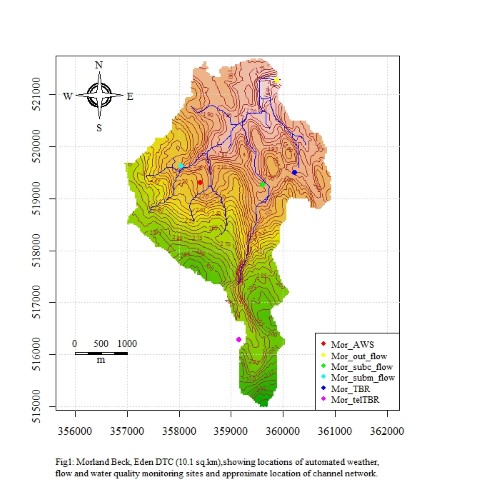 N
W E
S
521000
520000
519000
518000
517000
516000
515000
0 500 1000
m
Mor_AWS
Mor_out_flow
Mor_subc_flow
Mor_subm_flow
Mor_TBR
Mor_telTBR
356000 357000 358000 359000 360000 361000 362000
Fig1: Morland Beck, Eden DTC (10.1 sq.km),showing locations of automated weather,
flow and water quality monitoring sites and approximate location of channel network.